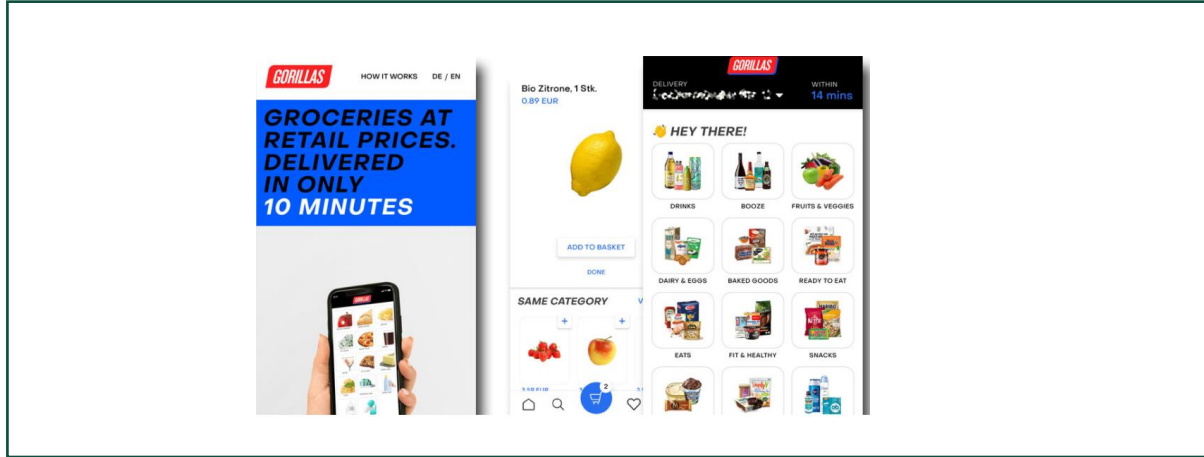 GORILLAS
HOW IT WORKS DE / EN
GROCERIES AT
RETAIL PRICES.
DELIVERED
IN ONLY
10 MINUTES
GORILLAS
Bio Zitrone, 1 Stk.
0.89 EUR
ADD TO BASKET
DONE
SAME CATEGORY
+ +
2
GORILLAS
DELIVERY
WITHIN
14 mins
HEY THERE!
DRINKS BOOZE FRUITS & VEGGIES
DAIRY & EGGS BAKED GOODS READY TO EAT
HARIBO
EATS FIT & HEALTHY SNACKS
ob